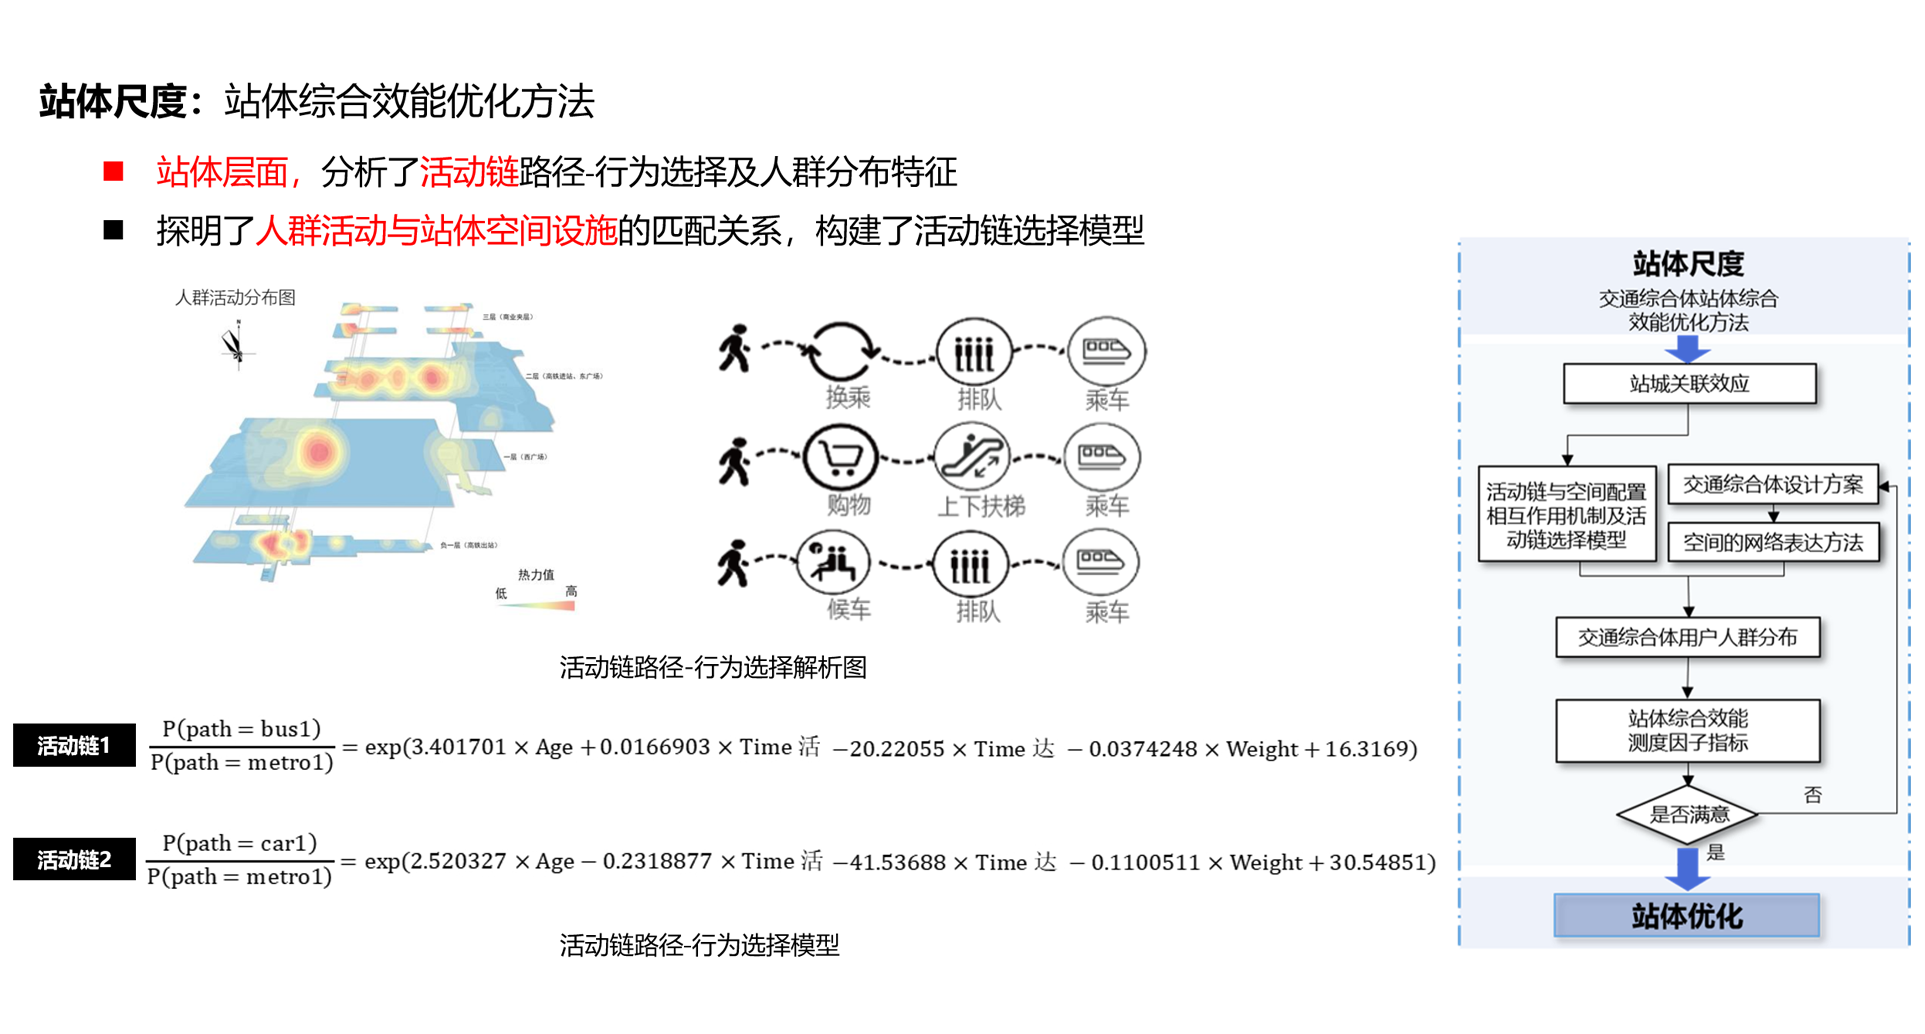 站体尺度：站体综合效能优化方法
站体层面，分析了活动链路径-行为选择及人群分布特征
探明了人群活动与站体空间设施的匹配关系，构建了活动链选择模型
人群活动分布图
N
三层（商业夹层）
二层（高铁进站、东广场）
一层（西广场）
负一层（高铁出站）
热力值
低 高
换乘 排队 乘车
购物 上下扶梯 乘车
候车 排队 乘车
活动链路径-行为选择解析图
活动链1 P(path = bus1) / P(path = metro1) = exp(3.401701 × Age + 0.0166903 × Time 活 −20.22055 × Time 达 − 0.0374248 × Weight + 16.3169)
活动链2 P(path = car1) / P(path = metro1) = exp(2.520327 × Age − 0.2318877 × Time 活 −41.53688 × Time 达 − 0.1100511 × Weight + 30.54851)
活动链路径-行为选择模型
站体尺度
交通综合体站体综合
效能优化方法
站城关联效应
活动链与空间配置
相互作用机制及活
动链选择模型
交通综合体设计方案
空间的网络表达方法
交通综合体用户人群分布
站体综合效能
测度因子指标
是否满意
否
是
站体优化